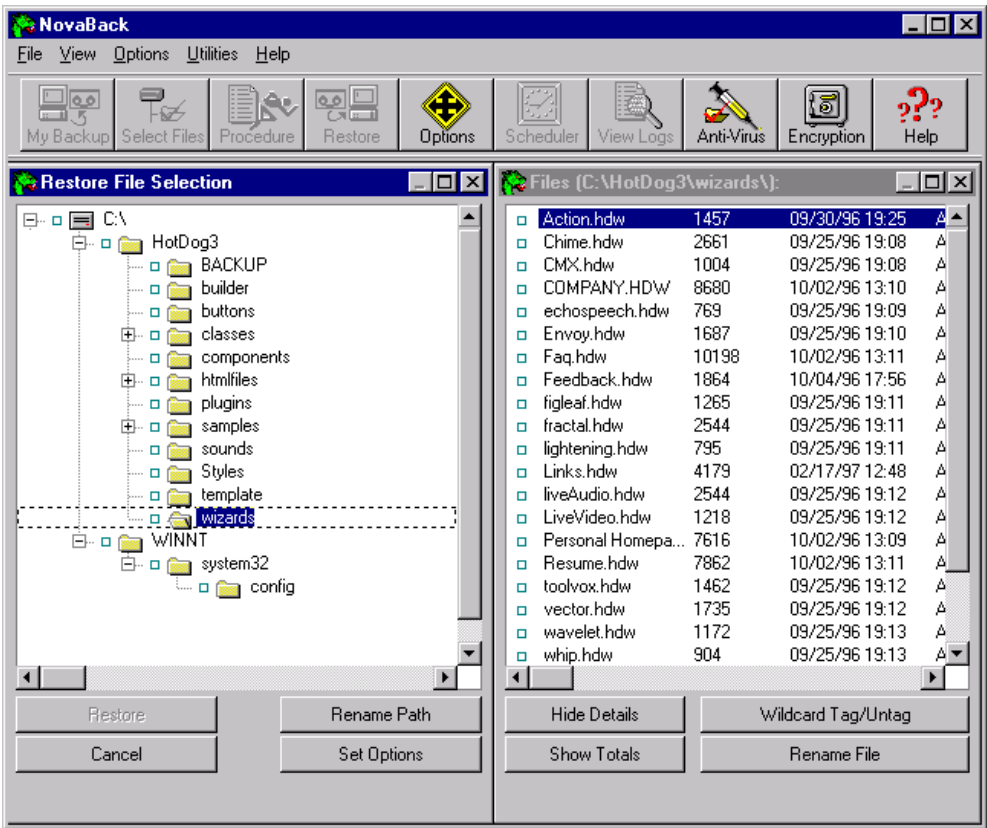 NovaBack
File View Options Utilities Help
My Backup Select Files Procedure Restore Options Scheduler View Logs Anti-Virus Encryption Help
Restore File Selection
C:\
HotDog3
BACKUP
builder
buttons
classes
components
htmlfiles
plugins
samples
sounds
Styles
template
wizards
WINNT
system32
config
Restore Rename Path
Cancel Set Options
Files (C:\HotDog3\wizards\):
Action.hdw 1457 09/30/96 19:25 A
Chime.hdw 2661 09/25/96 19:08 A
CMX.hdw 1004 09/25/96 19:08 A
COMPANY.HDW 8680 10/02/96 13:10 A
echospeech.hdw 769 09/25/96 19:09 A
Envoy.hdw 1687 09/25/96 19:10 A
Faq.hdw 10198 10/02/96 13:11 A
Feedback.hdw 1864 10/04/96 17:56 A
figleaf.hdw 1265 09/25/96 19:11 A
fractal.hdw 2544 09/25/96 19:11 A
lightening.hdw 795 09/25/96 19:11 A
Links.hdw 4179 02/17/97 12:48 A
liveAudio.hdw 2544 09/25/96 19:12 A
LiveVideo.hdw 1218 09/25/96 19:12 A
Personal Homepa... 7616 10/02/96 13:09 A
Resume.hdw 7862 10/02/96 13:11 A
toolvox.hdw 1462 09/25/96 19:12 A
vector.hdw 1735 09/25/96 19:12 A
wavelet.hdw 1172 09/25/96 19:13 A
whip.hdw 904 09/25/96 19:13 A
Hide Details Wildcard Tag/Untag
Show Totals Rename File